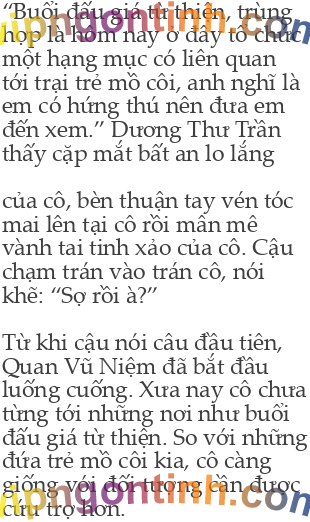 “Buổi đấu giá từ thiện, trùng
hợp là hôm nay ở đây tổ chức
một hạng mục có liên quan
tới trại trẻ mồ côi, anh nghĩ là
em có hứng thú nên đưa em
đến xem.” Dương Thư Trần
thấy cặp mắt bất an lo lắng
của cô, bèn thuận tay vén tóc
mai lên tại cô rồi mân mê
vành tai tinh xảo của cô. Cậu
chạm trán vào trán cô, nói
khẽ: “Sợ rồi à?”
Từ khi cậu nói câu đầu tiên,
Quan Vũ Niệm đã bắt đầu
luống cuống. Xưa nay cô chưa
từng tới những nơi như buổi
đấu giá từ thiện. So với những
đứa trẻ mồ côi kia, cô càng
giống với đối tượng cần được
cứu trợ hơn.
vipngontinh.com
vipngontinh.com